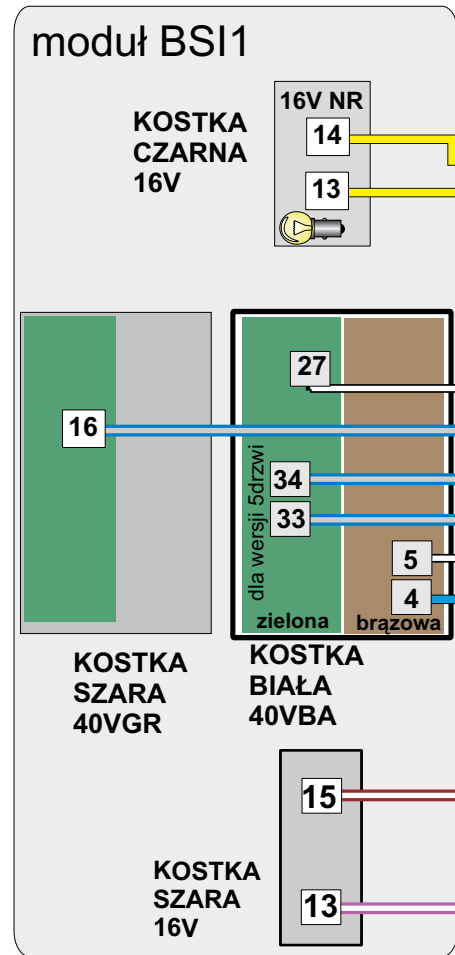 moduł BSI1
KOSTKA
CZARNA
16V
16V NR
14
13
27
16
34
33
dla wersji 5drzwi
5
4
zielona
brązowa
KOSTKA
SZARA
40VGR
KOSTKA
BIAŁA
40VBA
15
KOSTKA
SZARA
16V
13